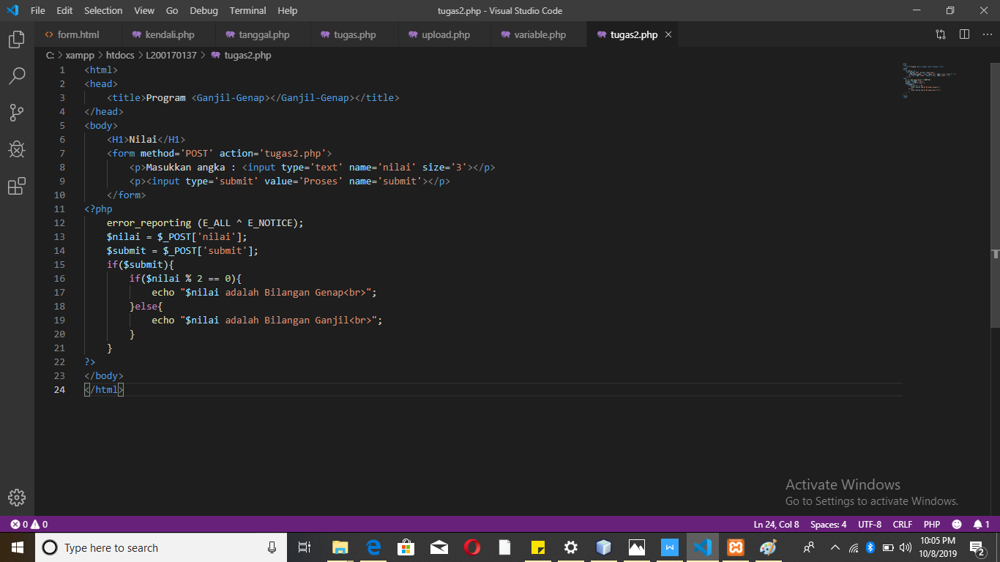 File Edit Selection View Go Debug Terminal Help tugas2.php - Visual Studio Code
form.html kendali.php tanggal.php tugas.php upload.php variable.php tugas2.php
C: > xampp > htdocs > L200170137 > tugas2.php
1 <html>
2 <head>
3 <title>Program <Ganjil-Genap></Ganjil-Genap></title>
4 </head>
5 <body>
6 <H1>Nilai</H1>
7 <form method='POST' action='tugas2.php'>
8 <p>Masukkan angka : <input type='text' name='nilai' size='3'></p>
9 <p><input type='submit' value='Proses' name='submit'></p>
10 </form>
11 <?php
12 error_reporting (E_ALL ^ E_NOTICE);
13 $nilai = $_POST['nilai'];
14 $submit = $_POST['submit'];
15 if($submit){
16 if($nilai % 2 == 0){
17 echo "$nilai adalah Bilangan Genap<br>";
18 }else{
19 echo "$nilai adalah Bilangan Ganjil<br>";
20 }
21 }
22 ?>
23 </body>
24 </html>
Activate Windows
Go to Settings to activate Windows.
0 0 Ln 24, Col 8 Spaces: 4 UTF-8 CRLF PHP 1
Type here to search 10:05 PM
10/8/2019 2